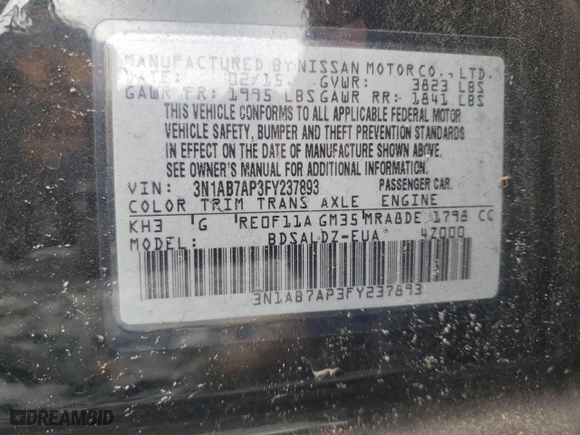 MANUFACTURED BY NISSAN MOTOR CO., LTD.
DATE: 02/15 GVWR: 3823 LBS
GAWR FR: 1995 LBS GAWR RR: 1841 LBS
THIS VEHICLE CONFORMS TO ALL APPLICABLE FEDERAL MOTOR
VEHICLE SAFETY, BUMPER AND THEFT PREVENTION STANDARDS
IN EFFECT ON THE DATE OF MANUFACTURE SHOWN ABOVE.
SEE OWNER'S MANUAL FOR ADDITIONAL INFORMATION.
VIN: 3N1AB7AP3FY237893 PASSENGER CAR
COLOR TRIM TRANS AXLE ENGINE
KH3 G RE0F11A GM35 MRA8DE 1798 CC
MODEL: BDSALDZ-EUA 4Z000
3N1AB7AP3FY237893
DREAMBID